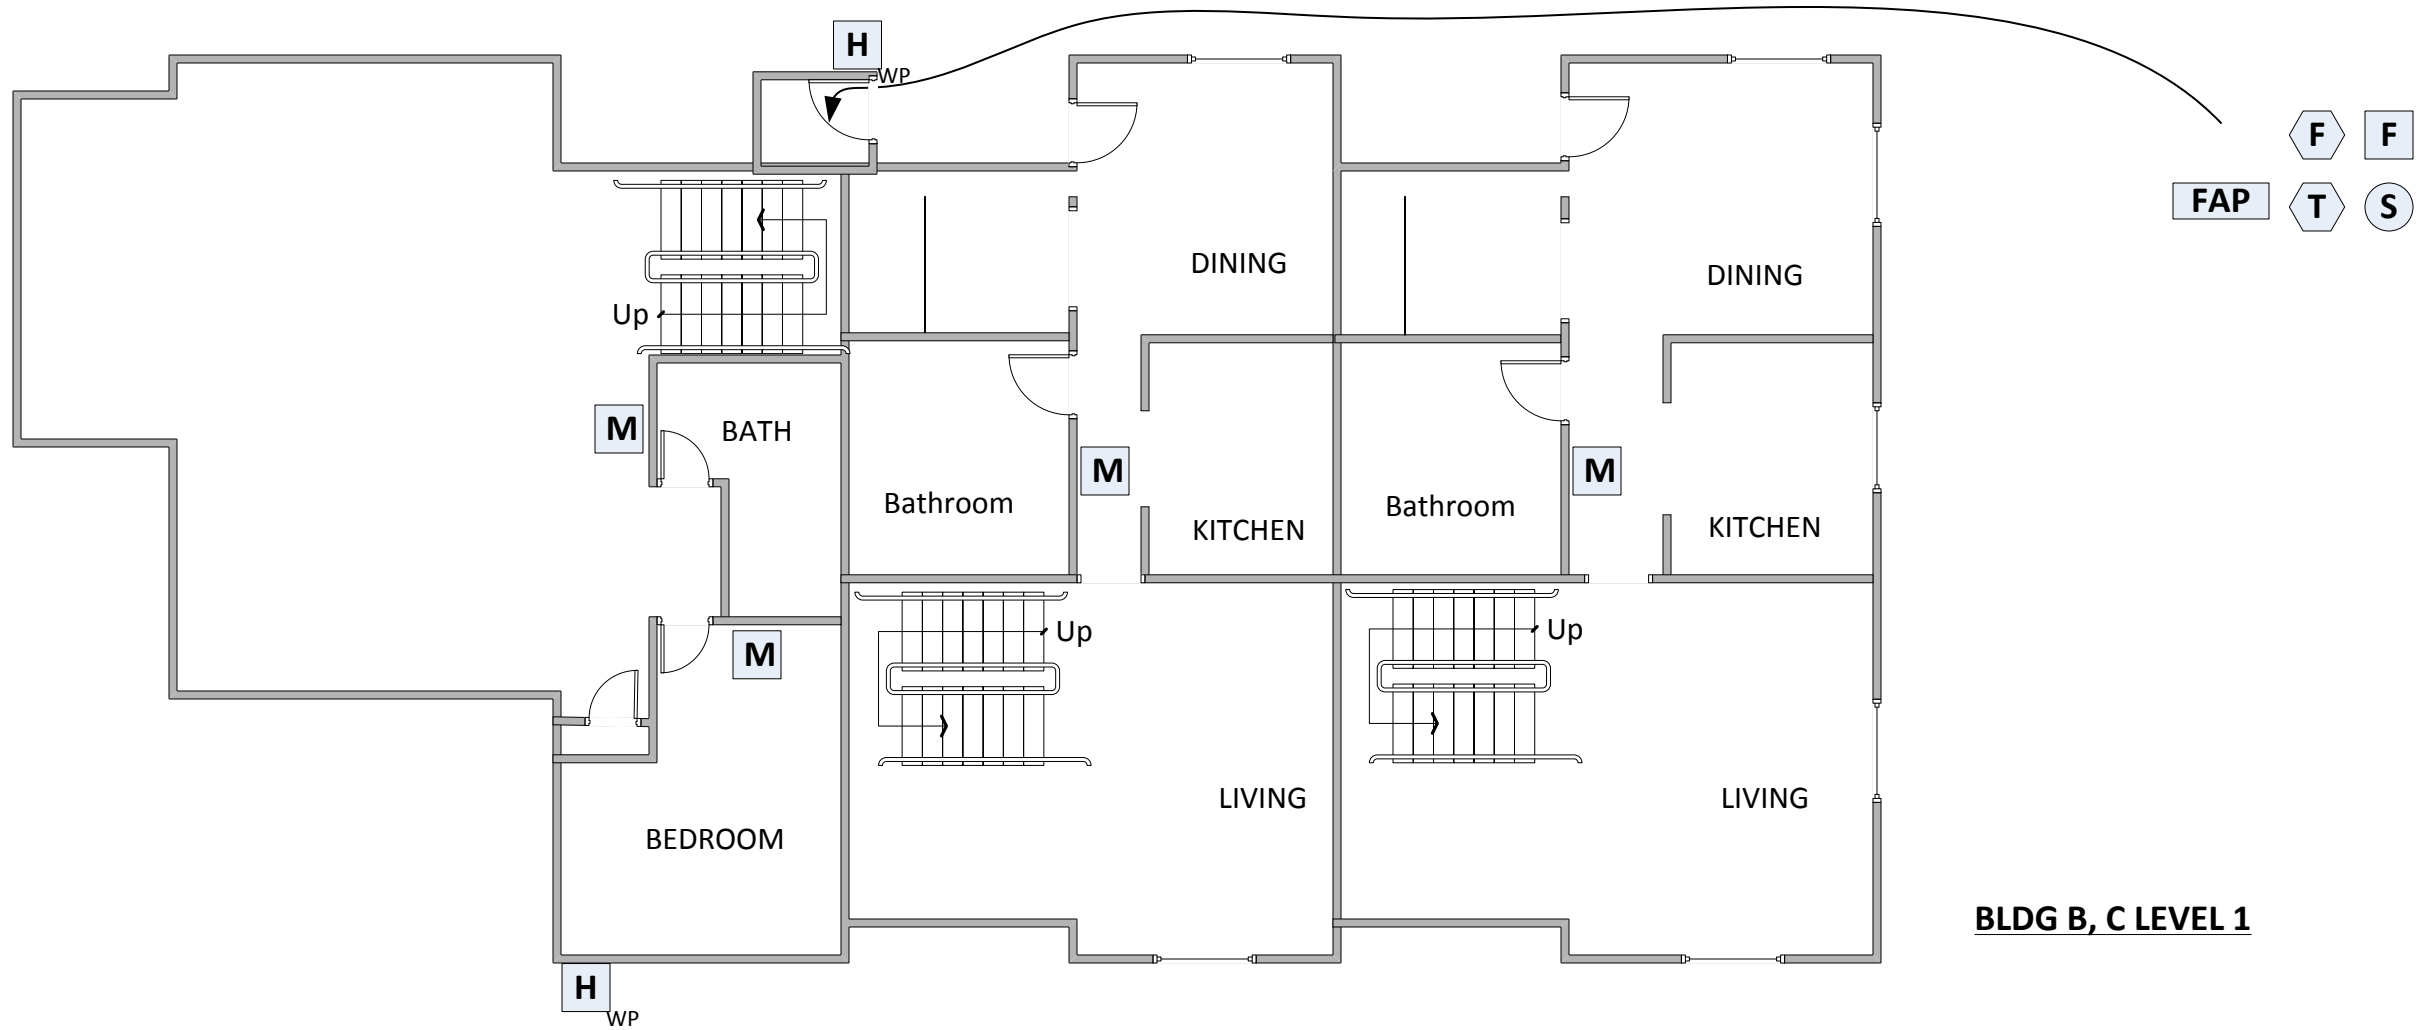 H
WP
F F
FAP T S
DINING
DINING
Up
M
BATH
M
M
Bathroom
Bathroom
KITCHEN
KITCHEN
Up
Up
M
LIVING
LIVING
BEDROOM
BLDG B, C LEVEL 1
H
WP